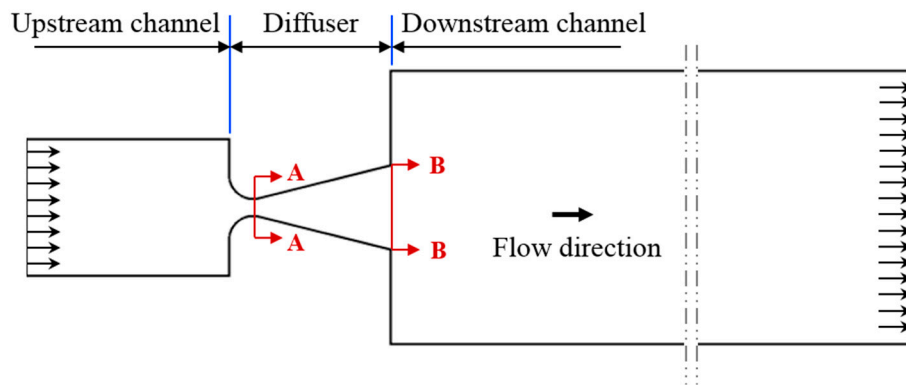 Upstream channel
Diffuser
Downstream channel
A
B
A
B
Flow direction